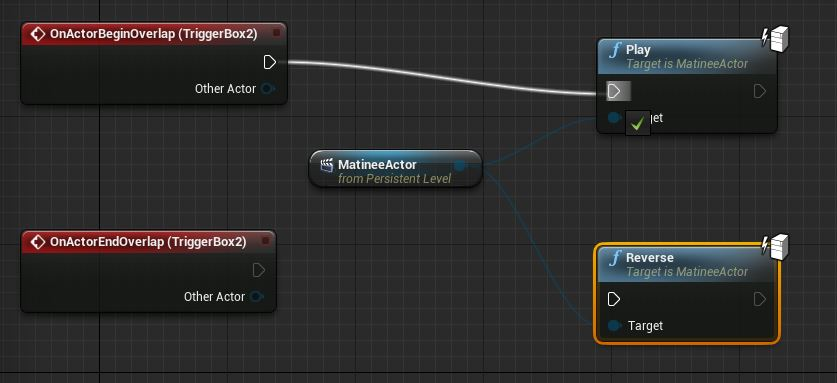 OnActorBeginOverlap (TriggerBox2)
Other Actor
Play
Target is MatineeActor
MatineeActor
from Persistent Level
OnActorEndOverlap (TriggerBox2)
Other Actor
Reverse
Target is MatineeActor
Target